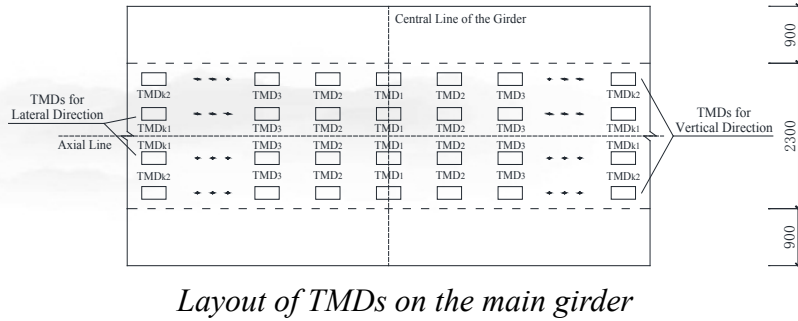 Central Line of the Girder
900
TMDk2 TMD3 TMD2 TMD1 TMD2 TMD3 TMDk2
TMDs for
Lateral Direction
TMDs for
Vertical Direction
TMDk1 TMD3 TMD2 TMD1 TMD2 TMD3 TMDk1
Axial Line
2300
TMDk1 TMD3 TMD2 TMD1 TMD2 TMD3 TMDk1
TMDk2 TMD3 TMD2 TMD1 TMD2 TMD3 TMDk2
900
Layout of TMDs on the main girder